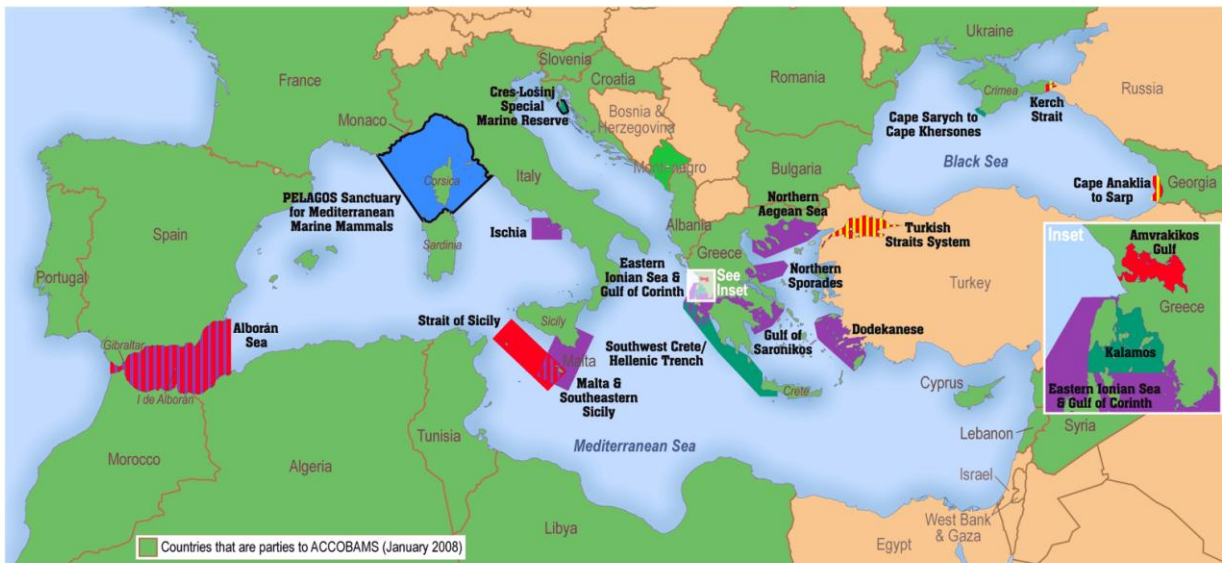 Ukraine
France
Slovenia
Croatia
Romania
Crimea
Cres-Lošinj
Special
Marine Reserve
Kerch
Strait
Russia
Monaco
Bosnia &
Herzegovina
Cape Sarych to
Cape Khersones
Black Sea
Corsica
Italy
Montenegro
Bulgaria
Cape Anaklia
to Sarp
Georgia
PELAGOS Sanctuary
for Mediterranean
Marine Mammals
Northern
Aegean Sea
Ischia
Albania
Turkish
Straits System
Inset
Amvrakikos
Gulf
Spain
Sardinia
Greece
Portugal
Eastern
Ionian Sea &
Gulf of Corinth
See
Inset
Northern
Sporades
Turkey
Greece
Strait of Sicily
Sicily
Alborán
Sea
Gulf of
Saronikos
Dodekanese
Gibraltar
Southwest Crete/
Hellenic Trench
Malta
Kalamos
I de Alborán
Malta &
Southeastern
Sicily
Crete
Cyprus
Eastern Ionian Sea
& Gulf of Corinth
Syria
Lebanon
Tunisia
Mediterranean Sea
Morocco
Algeria
Israel
Libya
West Bank
& Gaza
Egypt
Countries that are parties to ACCOBAMS (January 2008)